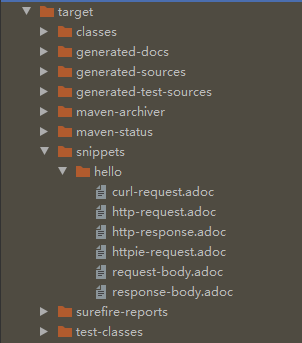 target
classes
generated-docs
generated-sources
generated-test-sources
maven-archiver
maven-status
snippets
hello
curl-request.adoc
http-request.adoc
http-response.adoc
httpie-request.adoc
request-body.adoc
response-body.adoc
surefire-reports
test-classes